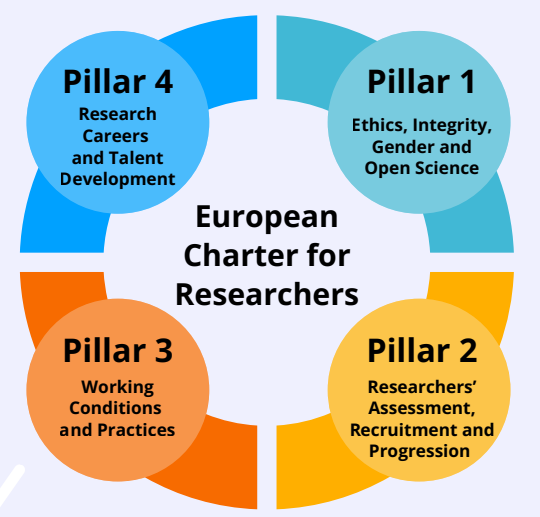 Pillar 4
Research
Careers
and Talent
Development
Pillar 1
Ethics, Integrity,
Gender and
Open Science
European
Charter for
Researchers
Pillar 3
Working
Conditions
and Practices
Pillar 2
Researchers’
Assessment,
Recruitment and
Progression